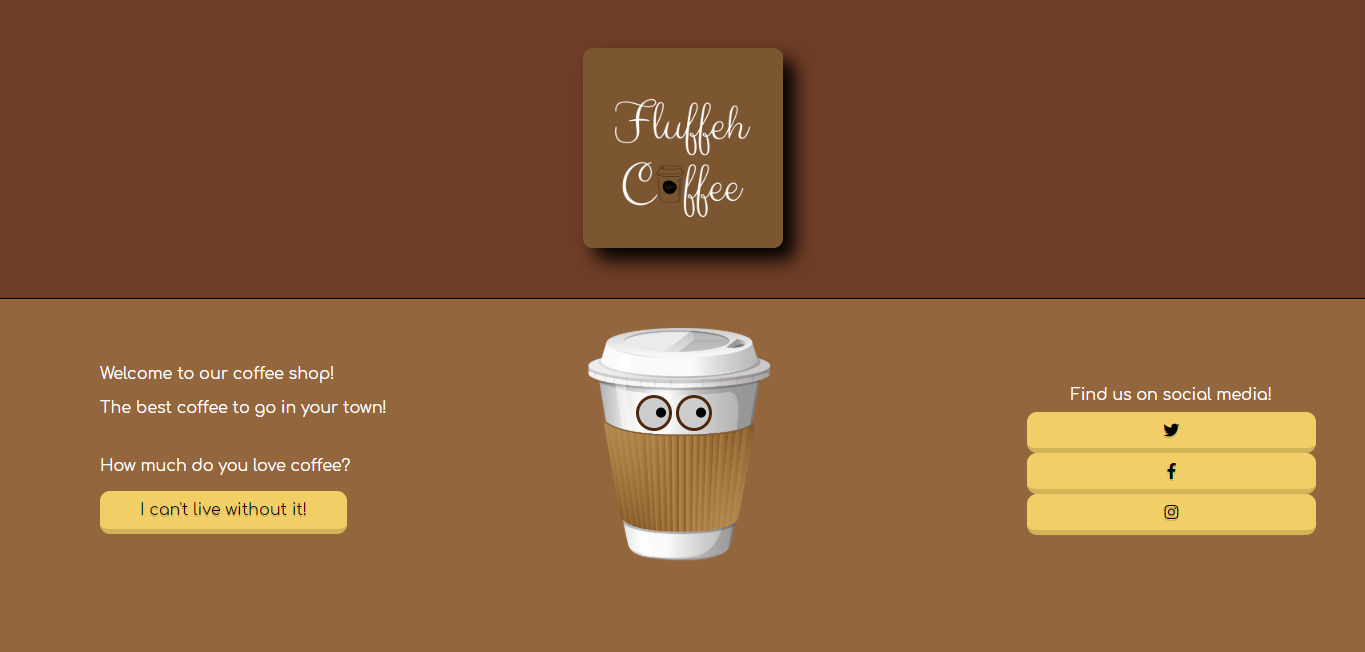 Fluffeh
Coffee
Welcome to our coffee shop!
The best coffee to go in your town!
How much do you love coffee?
I can't live without it!
Find us on social media!